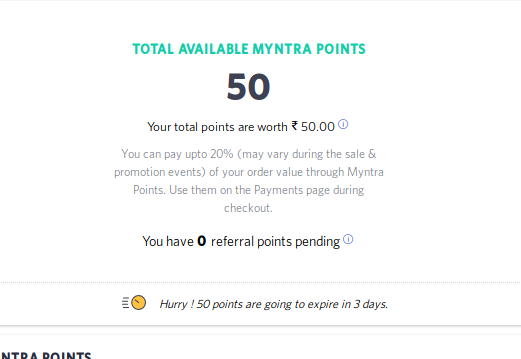 TOTAL AVAILABLE MYNTRA POINTS
50
Your total points are worth ₹ 50.00
You can pay upto 20% (may vary during the sale &
promotion events) of your order value through Myntra
Points. Use them on the Payments page during
checkout.
You have 0 referral points pending
Hurry ! 50 points are going to expire in 3 days.
NTRA POINTS